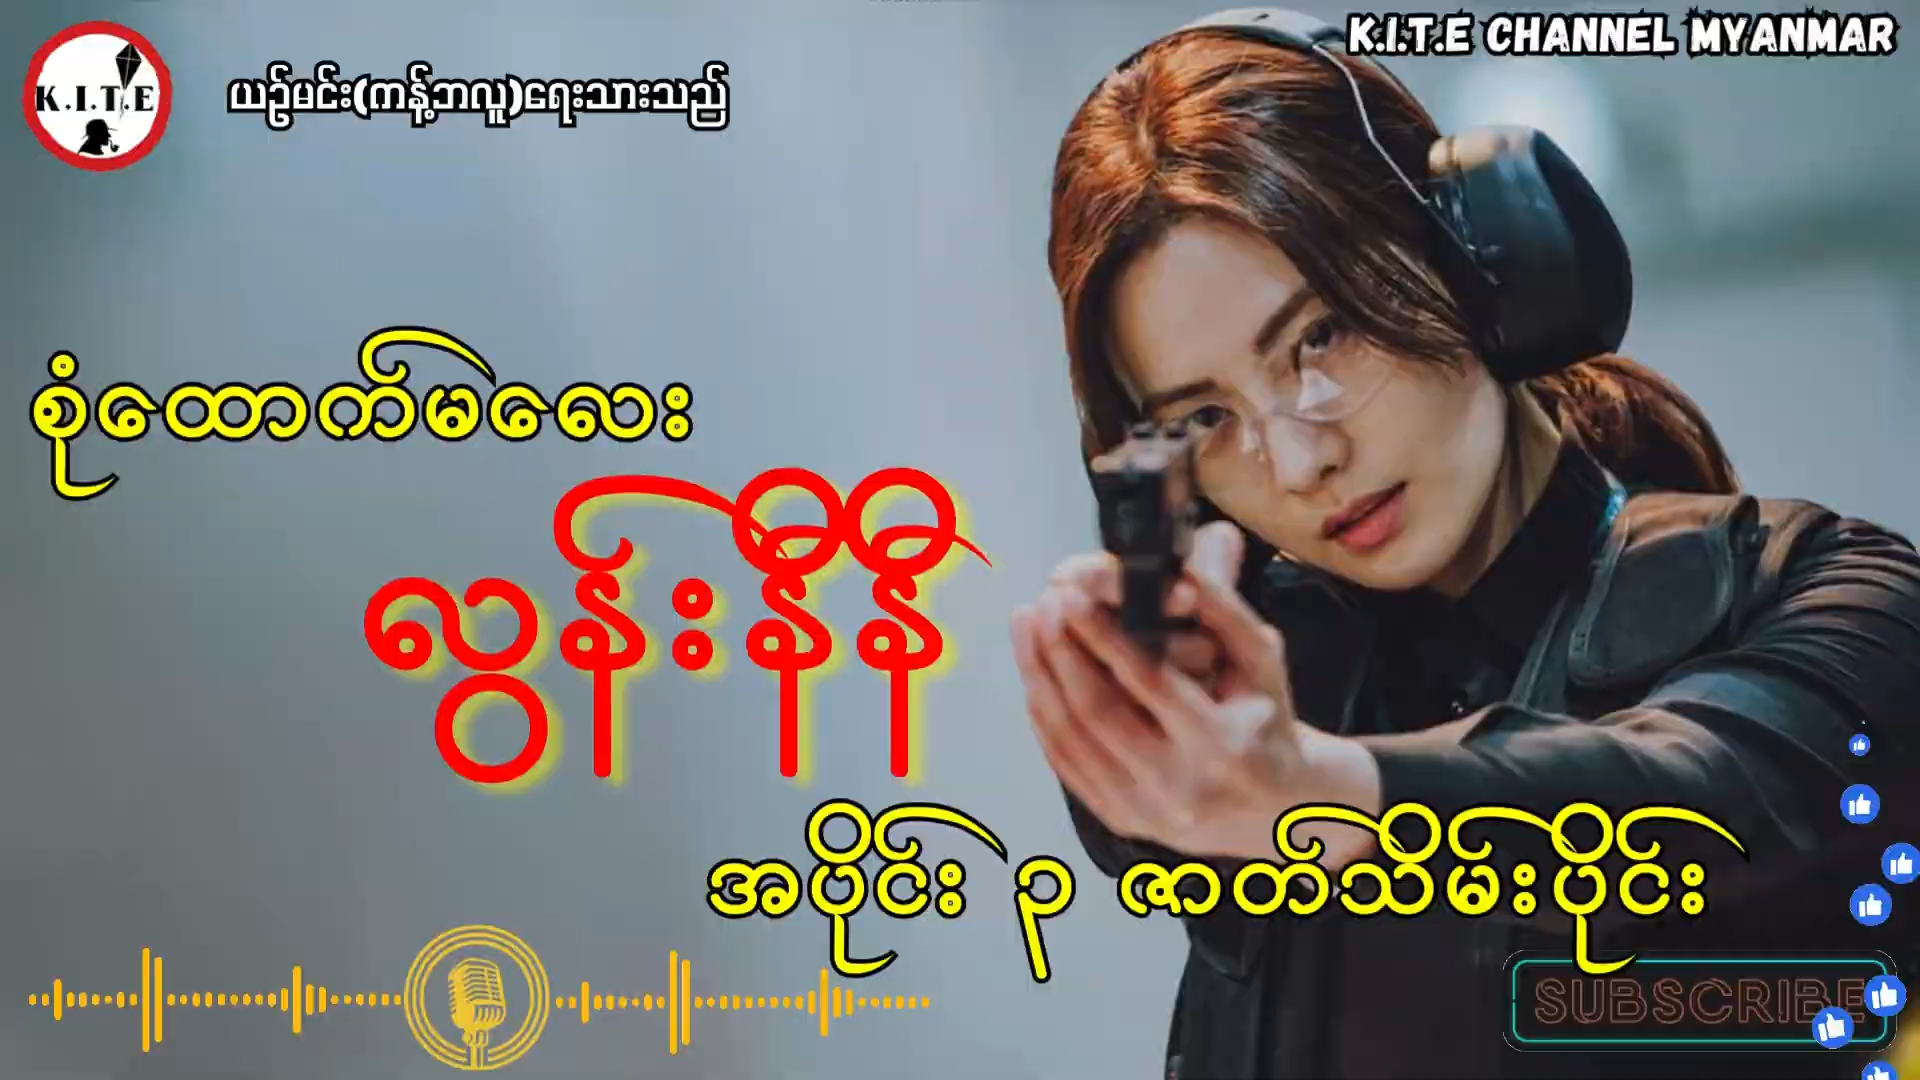 K.I.T.E CHANNEL MYANMAR
K.I.T.E
ယဉ်မင်း(ကန့်ဘလူ)ရေးသားသည်
စုံထောက်မလေး
လွန်းနီနီ
အပိုင်း ၃ ဇာတ်သိမ်းပိုင်း
SUBSCRIBE